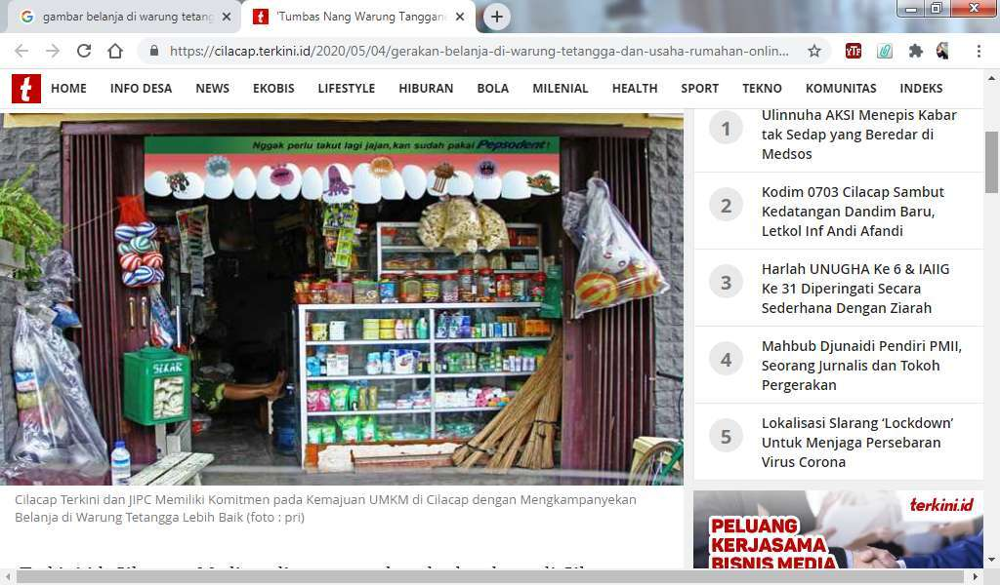 gambar belanja di warung tetang
'Tumbas Nang Warung Tanggane
https://cilacap.terkini.id/2020/05/04/gerakan-belanja-di-warung-tetangga-dan-usaha-rumahan-onlin...
YTF
t HOME INFO DESA NEWS EKOBIS LIFESTYLE HIBURAN BOLA MILENIAL HEALTH SPORT TEKNO KOMUNITAS INDEKS
Nggak perlu takut lagi jajan,kan sudah pakai Pepsodent!
SEKAR
Cilacap Terkini dan JIPC Memiliki Komitmen pada Kemajuan UMKM di Cilacap dengan Mengkampanyekan
Belanja di Warung Tetangga Lebih Baik (foto : pri)
1
Ulinnuha AKSI Menepis Kabar
tak Sedap yang Beredar di
Medsos
2
Kodim 0703 Cilacap Sambut
Kedatangan Dandim Baru,
Letkol Inf Andi Afandi
3
Harlah UNUGHA Ke 6 & IAIIG
Ke 31 Diperingati Secara
Sederhana Dengan Ziarah
4
Mahbub Djunaidi Pendiri PMII,
Seorang Jurnalis dan Tokoh
Pergerakan
5
Lokalisasi Slarang ‘Lockdown’
Untuk Menjaga Persebaran
Virus Corona
terkini.id
PELUANG
KERJASAMA
BISNIS MEDIA